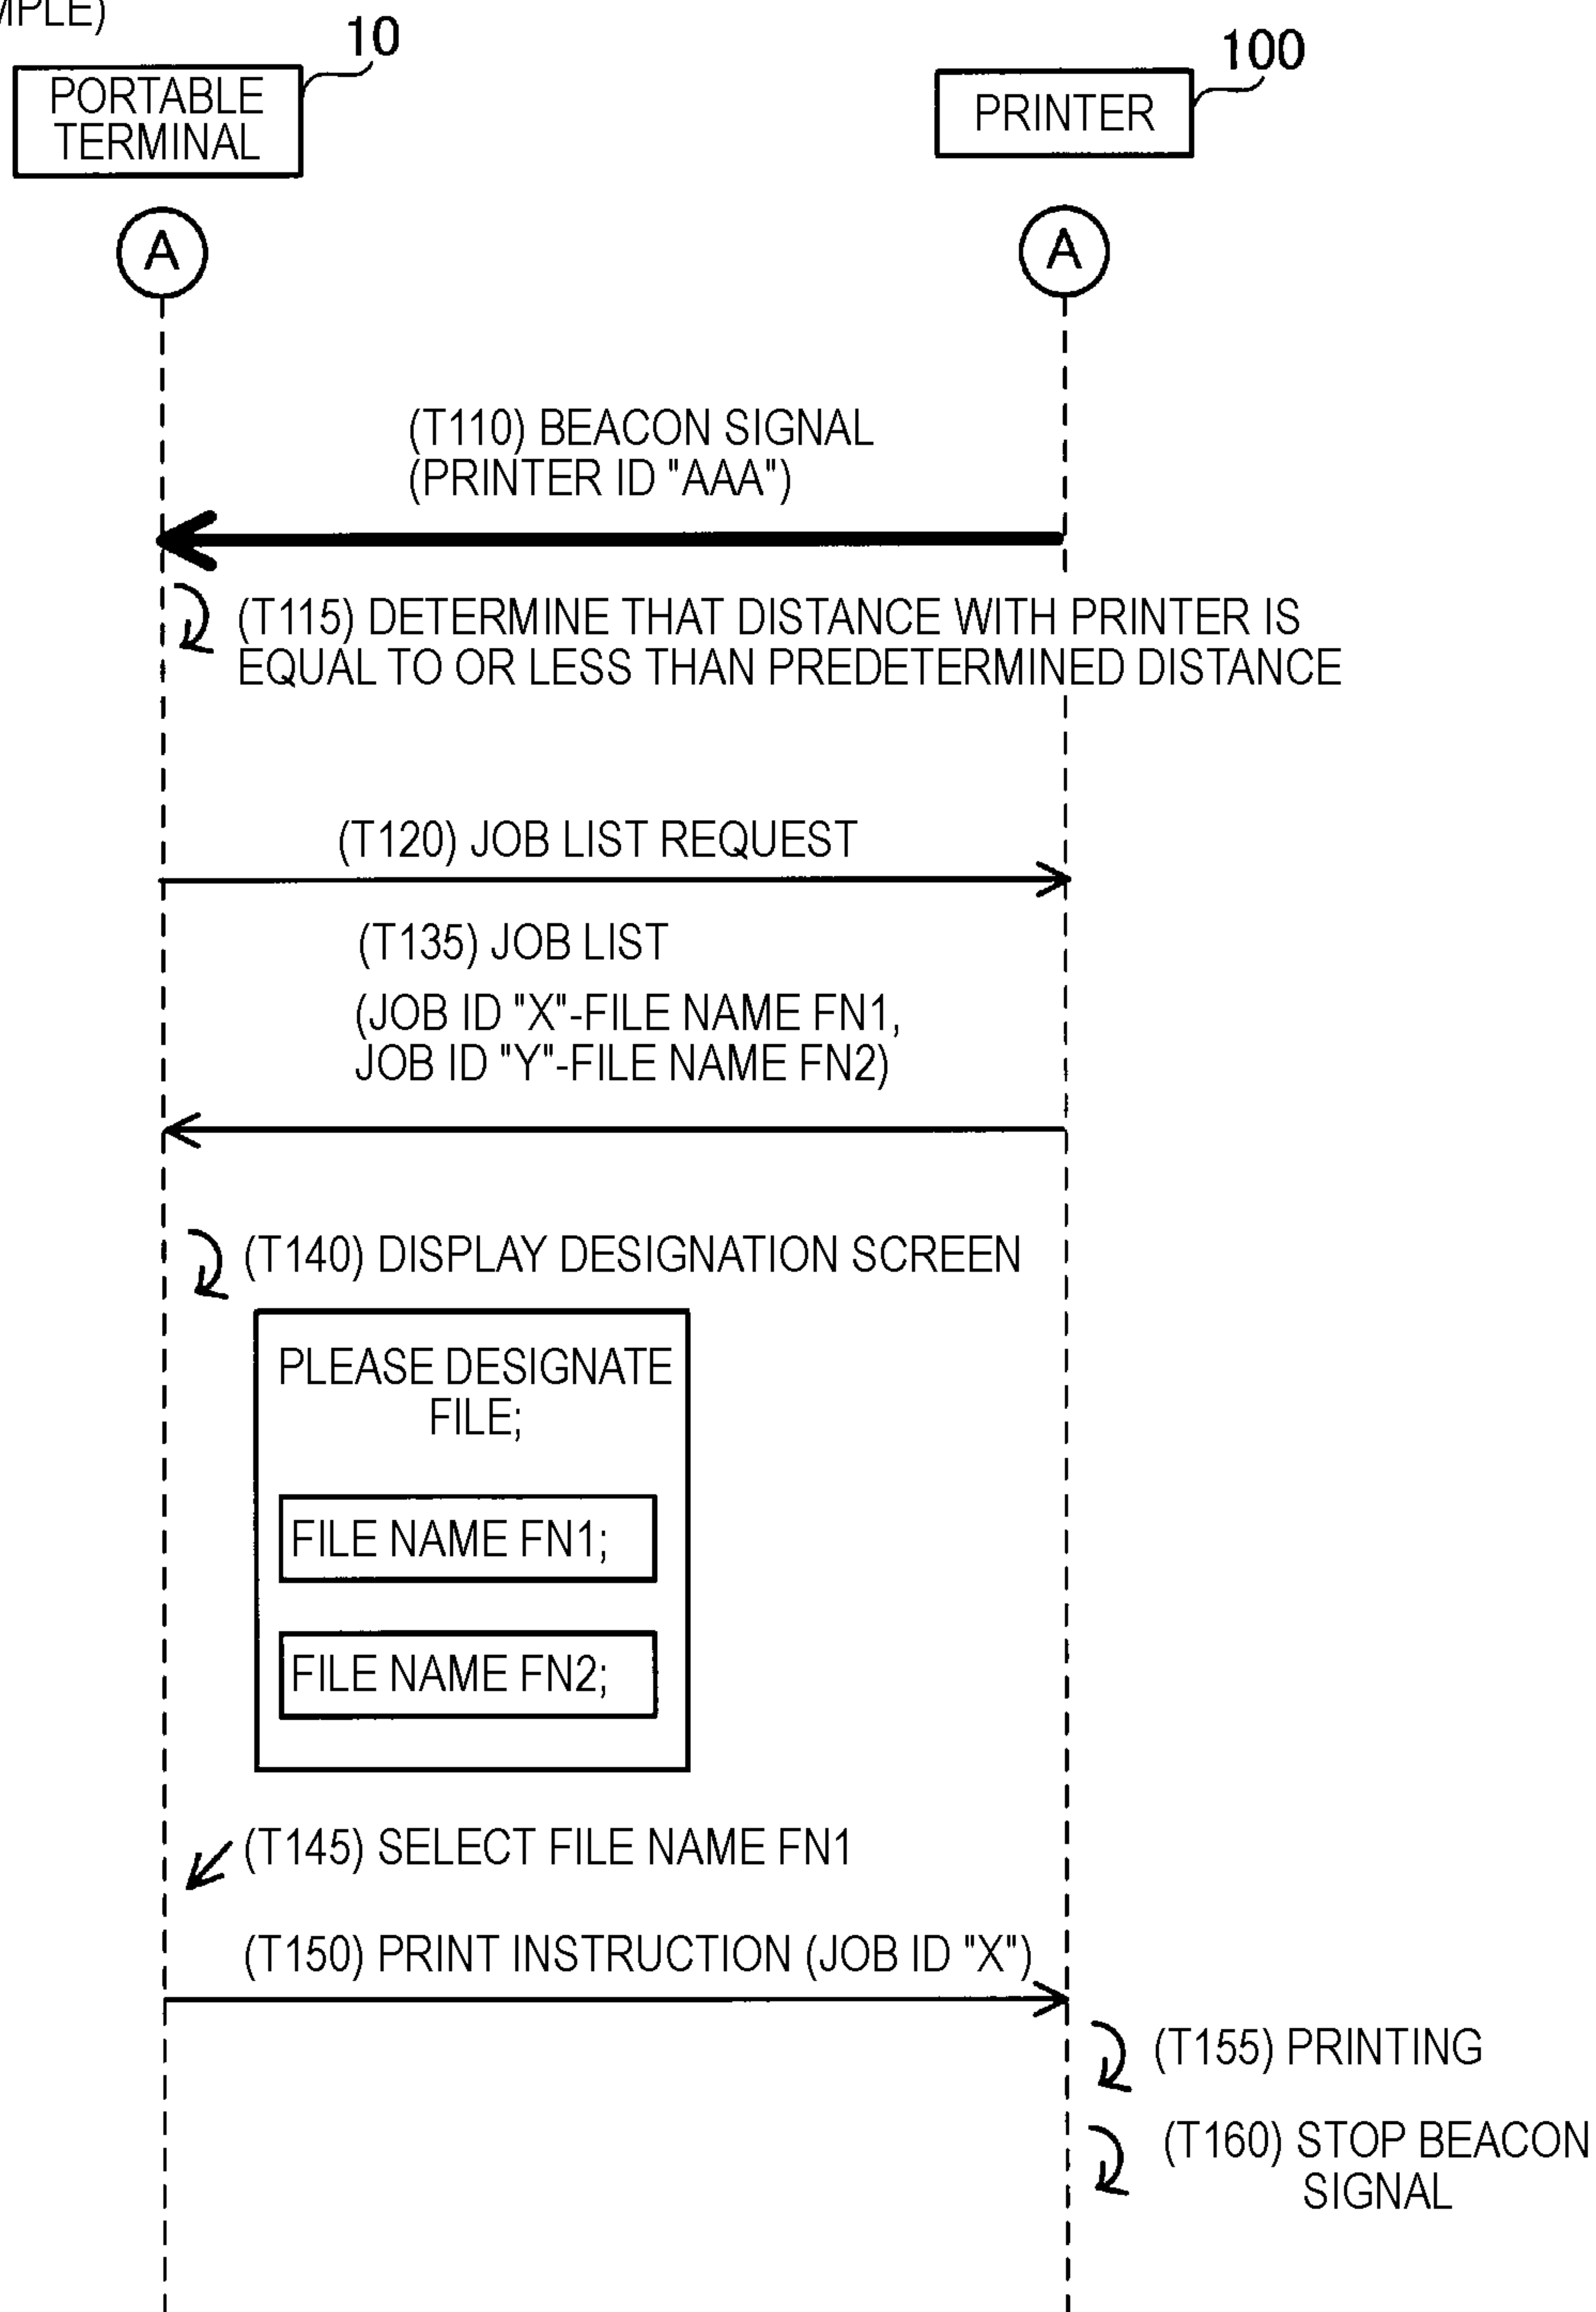 10
100
PORTABLE
TERMINAL
PRINTER
A
A
(T110) BEACON SIGNAL
(PRINTER ID "AAA")
(T115) DETERMINE THAT DISTANCE WITH PRINTER IS
EQUAL TO OR LESS THAN PREDETERMINED DISTANCE
(T120) JOB LIST REQUEST
(T135) JOB LIST
(JOB ID "X"-FILE NAME FN1,
JOB ID "Y"-FILE NAME FN2)
(T140) DISPLAY DESIGNATION SCREEN
PLEASE DESIGNATE
FILE;
FILE NAME FN1;
FILE NAME FN2;
(T145) SELECT FILE NAME FN1
(T150) PRINT INSTRUCTION (JOB ID "X")
(T155) PRINTING
(T160) STOP BEACON
SIGNAL